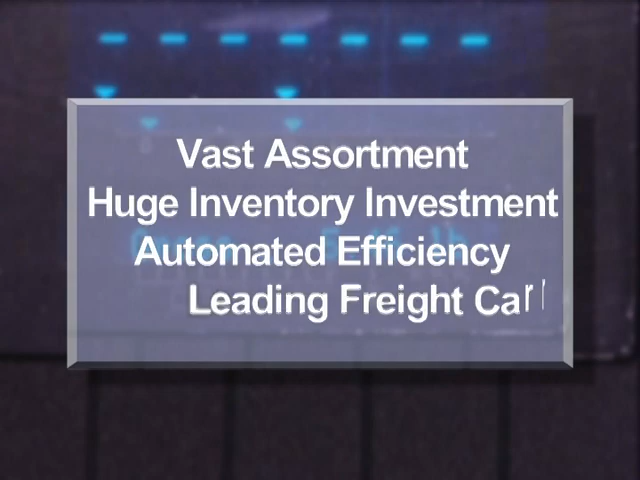 Vast Assortment
Huge Inventory Investment
Automated Efficiency
Leading Freight